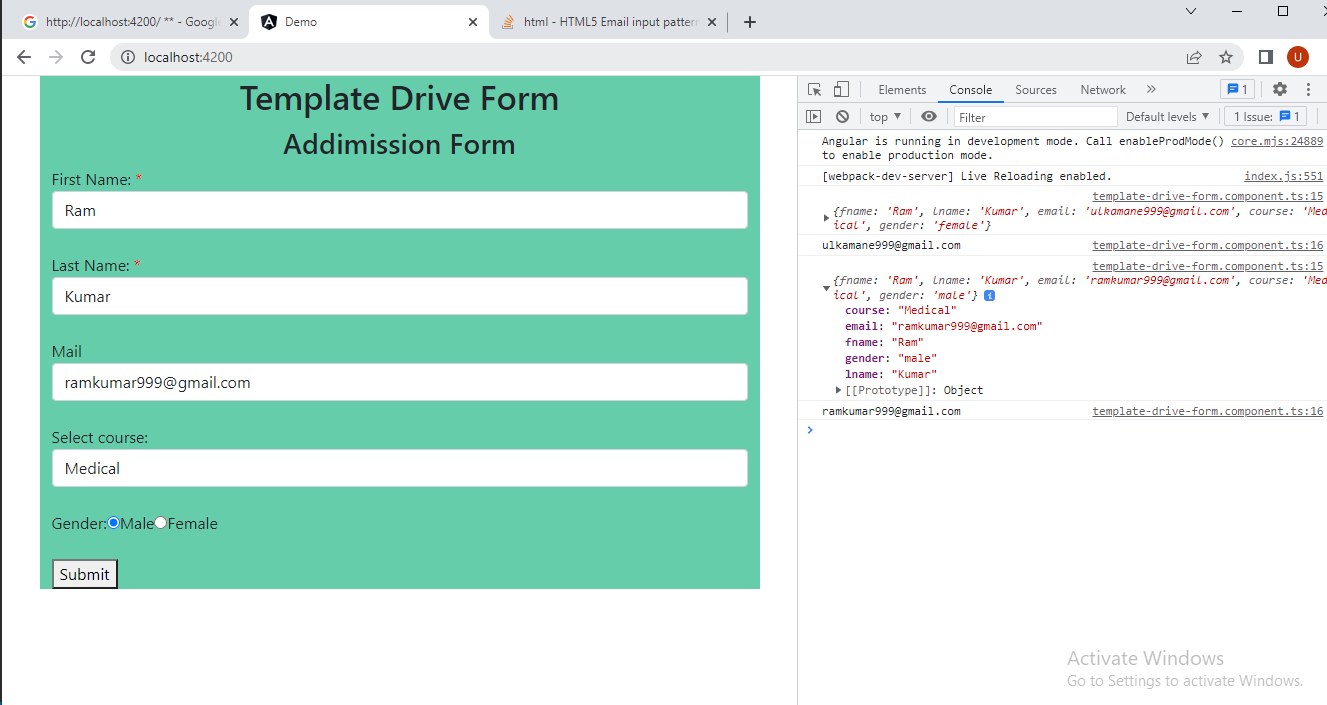 http://localhost:4200/ ** - Google
Demo
html - HTML5 Email input pattern
localhost:4200
U
Template Drive Form
Addimission Form
First Name: *
Ram
Last Name: *
Kumar
Mail
ramkumar999@gmail.com
Select course:
Medical
Gender: Male Female
Submit
Elements Console Sources Network » 1
top ▼ Filter Default levels ▼ 1 Issue: 1
Angular is running in development mode. Call enableProdMode() core.mjs:24889
to enable production mode.
[webpack-dev-server] Live Reloading enabled. index.js:551
template-drive-form.component.ts:15
{fname: 'Ram', lname: 'Kumar', email: 'ulkamane999@gmail.com', course: 'Med
ical', gender: 'female'}
ulkamane999@gmail.com template-drive-form.component.ts:16
template-drive-form.component.ts:15
{fname: 'Ram', lname: 'Kumar', email: 'ramkumar999@gmail.com', course: 'Med
ical', gender: 'male'} i
course: "Medical"
email: "ramkumar999@gmail.com"
fname: "Ram"
gender: "male"
lname: "Kumar"
[[Prototype]]: Object
ramkumar999@gmail.com template-drive-form.component.ts:16
Activate Windows
Go to Settings to activate Windows.